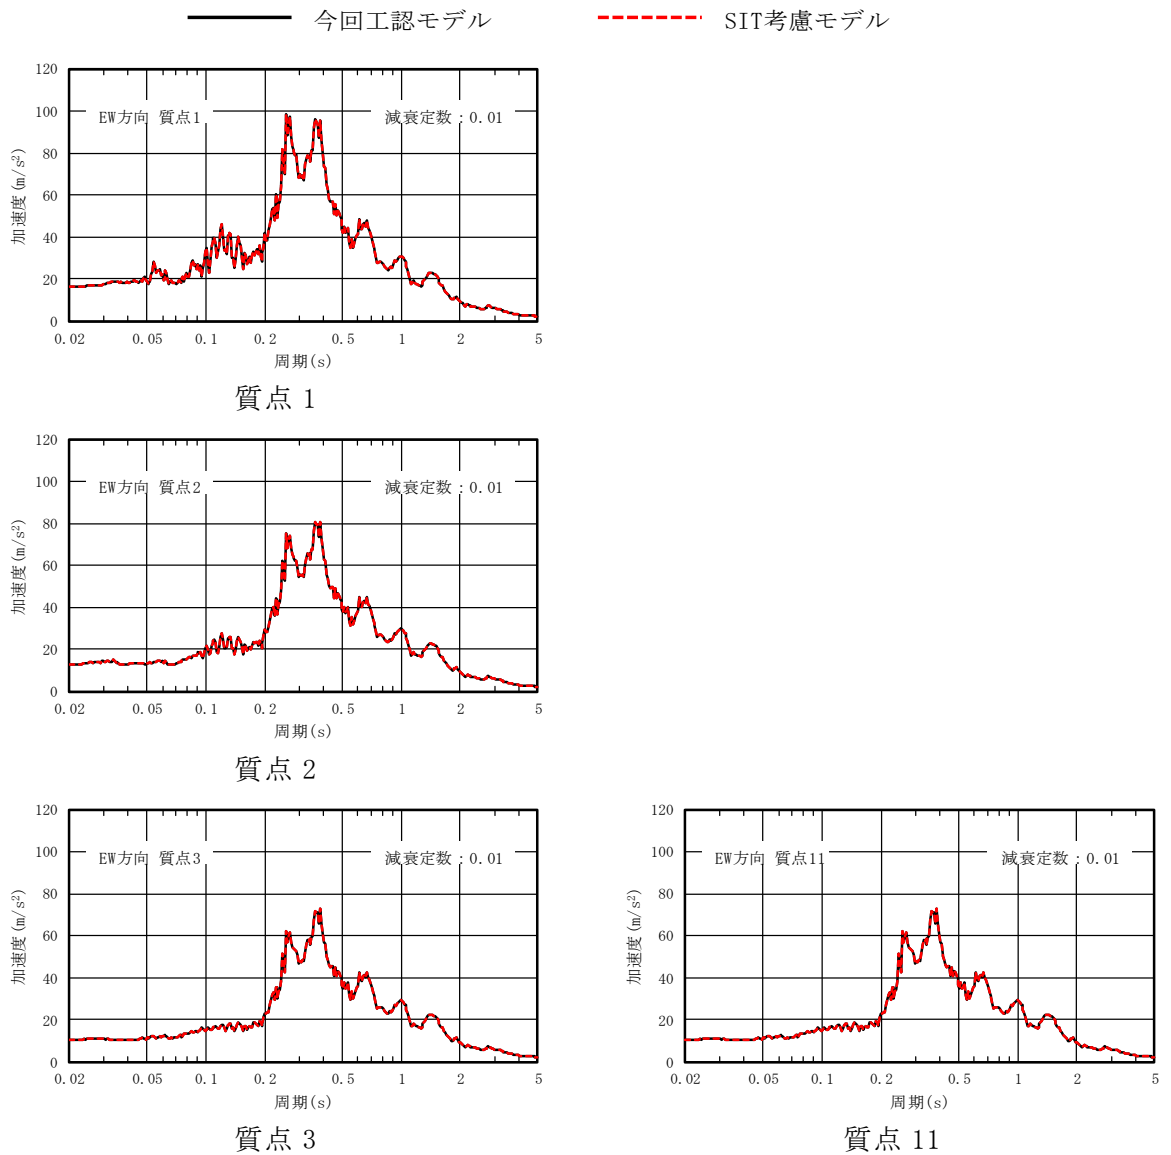 今回工認モデル SIT考慮モデル
120
100
80
60
40
20
0
加速度(m/s²)
EW方向 質点1 減衰定数:0.01
0.02 0.05 0.1 0.2 0.5 1 2 5
周期(s)
質点 1
120
100
80
60
40
20
0
加速度(m/s²)
EW方向 質点2 減衰定数:0.01
0.02 0.05 0.1 0.2 0.5 1 2 5
周期(s)
質点 2
120
100
80
60
40
20
0
加速度(m/s²)
EW方向 質点3 減衰定数:0.01
0.02 0.05 0.1 0.2 0.5 1 2 5
周期(s)
質点 3
120
100
80
60
40
20
0
加速度(m/s²)
EW方向 質点11 減衰定数:0.01
0.02 0.05 0.1 0.2 0.5 1 2 5
周期(s)
質点 11